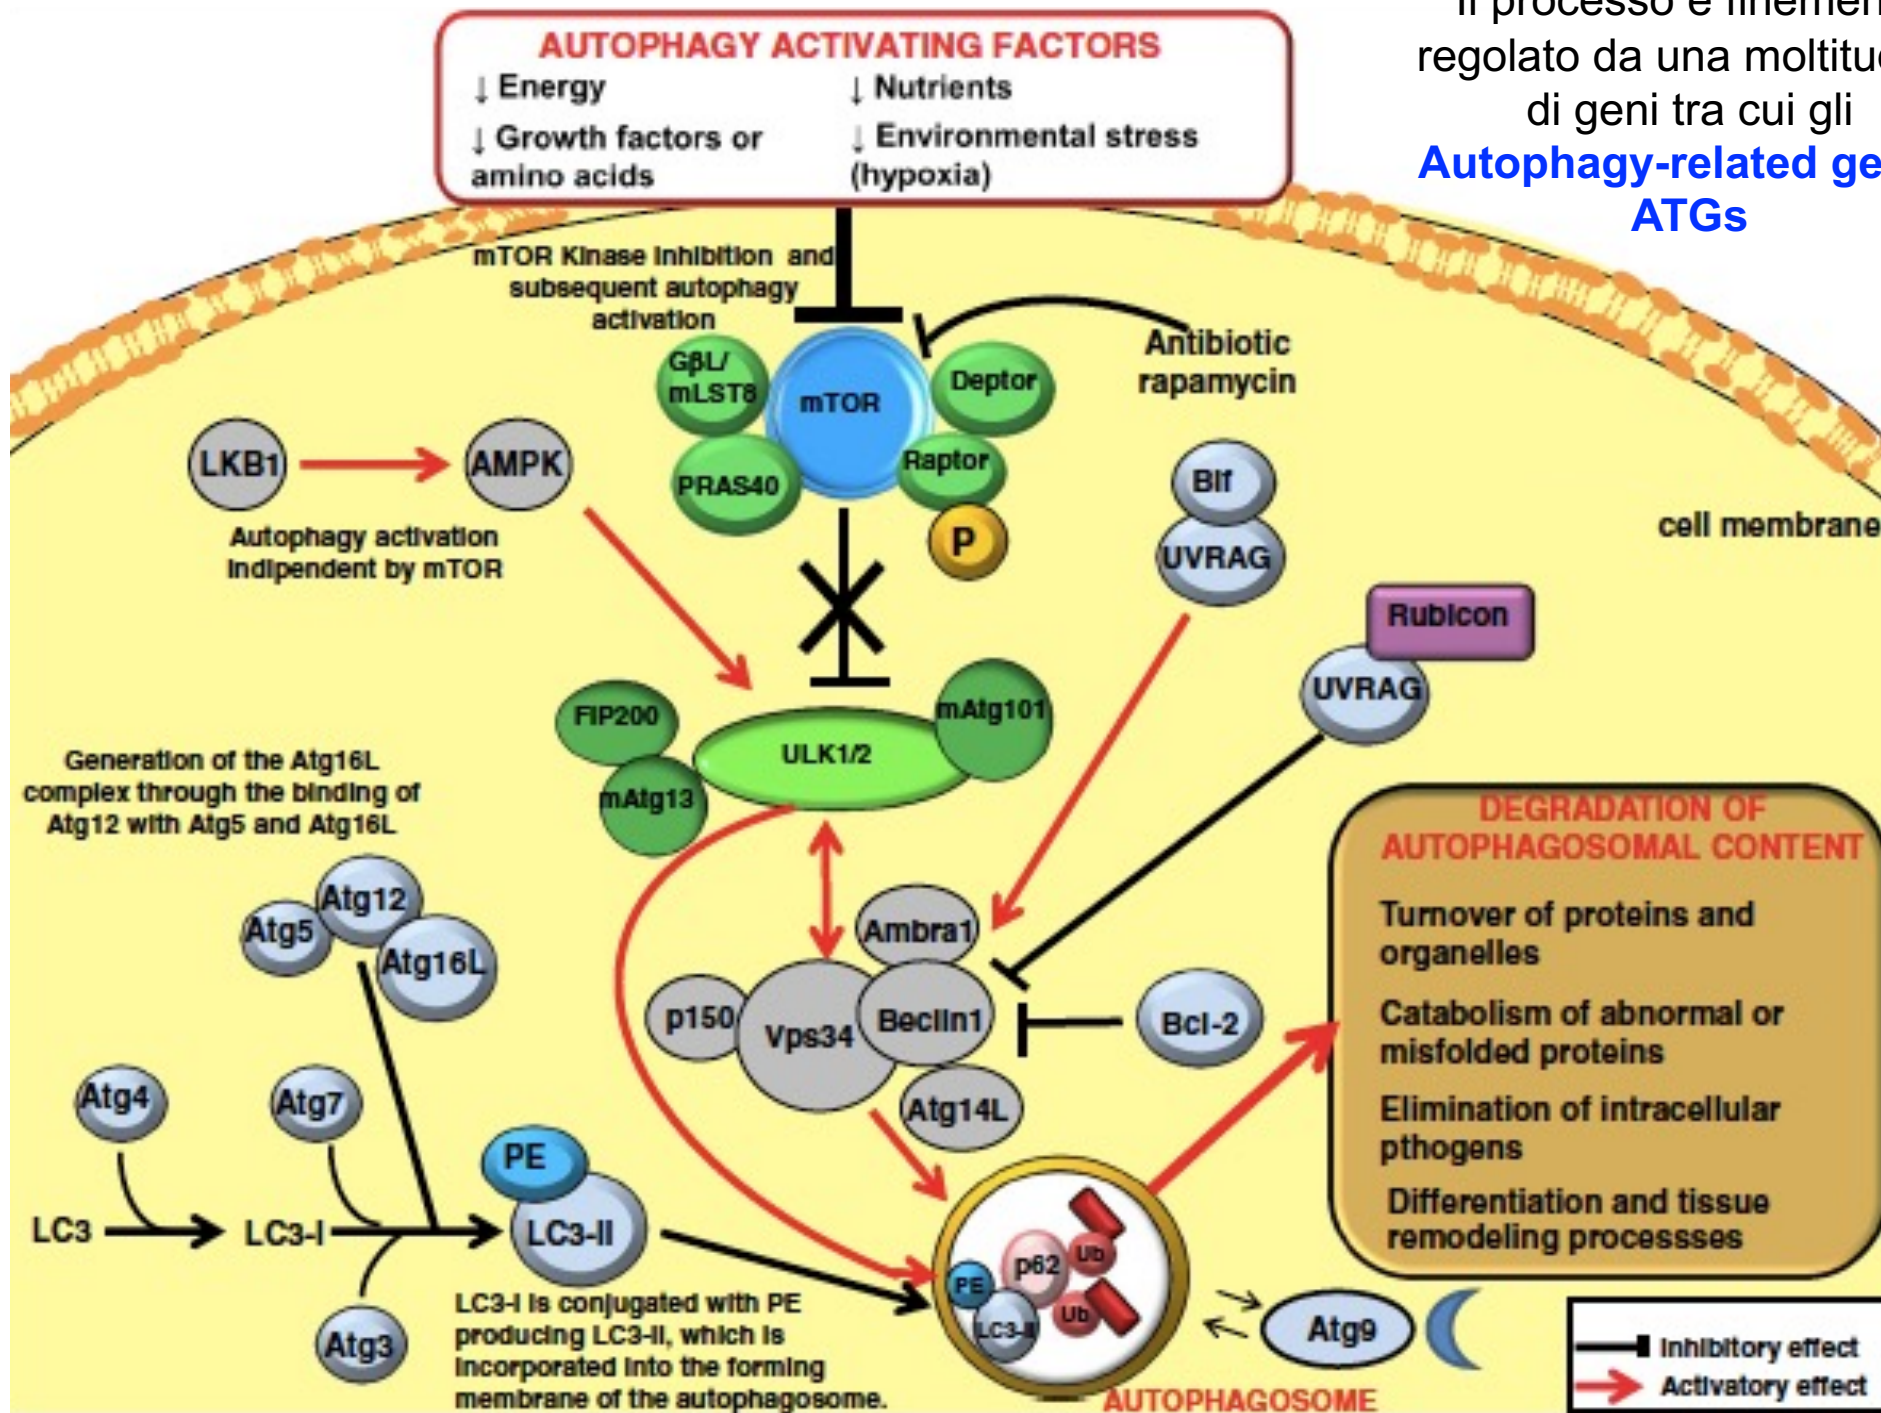 Il processo è finemen
regolato da una moltitu
di geni tra cui gli
Autophagy-related ge
ATGs
AUTOPHAGY ACTIVATING FACTORS
↓ Energy
↓ Nutrients
↓ Growth factors or
amino acids
↓ Environmental stress
(hypoxia)
mTOR Kinase inhibition and
subsequent autophagy
activation
Antibiotic
rapamycin
GβL/
mLST8
mTOR
Deptor
PRAS40
Raptor
P
LKB1
AMPK
Autophagy activation
indipendent by mTOR
Bif
UVRAG
cell membrane
Rubicon
UVRAG
FIP200
mAtg101
ULK1/2
mAtg13
Generation of the Atg16L
complex through the binding of
Atg12 with Atg5 and Atg16L
Atg12
Atg5
Atg16L
Ambra1
p150
Vps34
Beclin1
Bcl-2
Atg14L
DEGRADATION OF
AUTOPHAGOSOMAL CONTENT
Turnover of proteins and
organelles
Catabolism of abnormal or
misfolded proteins
Elimination of intracellular
pthogens
Differentiation and tissue
remodeling processses
Atg4
Atg7
PE
LC3
LC3-I
LC3-II
Atg3
LC3-I is conjugated with PE
producing LC3-II, which is
incorporated into the forming
membrane of the autophagosome.
p62
Ub
PE
Ub
LC3-II
AUTOPHAGOSOME
Atg9
Inhibitory effect
Activatory effect